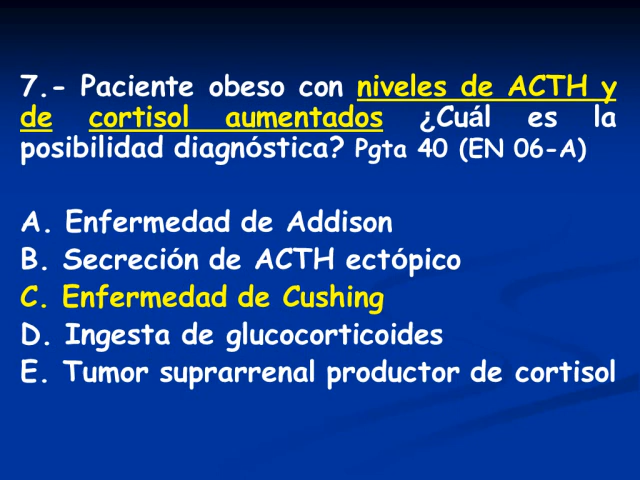 7.- Paciente obeso con niveles de ACTH y
de cortisol aumentados ¿Cuál es la
posibilidad diagnóstica? Pgta 40 (EN 06-A)
A. Enfermedad de Addison
B. Secreción de ACTH ectópico
C. Enfermedad de Cushing
D. Ingesta de glucocorticoides
E. Tumor suprarrenal productor de cortisol